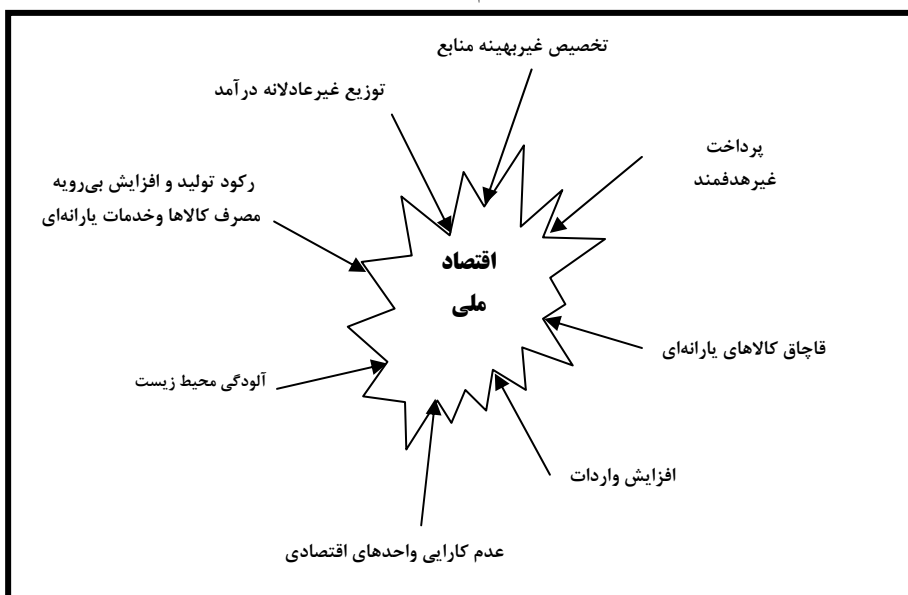 تخصیص غیربهینه منابع
توزیع غیرعادلانه درآمد
پرداخت
غیرهدفمند
رکود تولید و افزایش بی‌رویه
مصرف کالاها وخدمات یارانه‌ای
اقتصاد
ملی
قاچاق کالاهای یارانه‌ای
آلودگی محیط زیست
افزایش واردات
عدم کارایی واحدهای اقتصادی